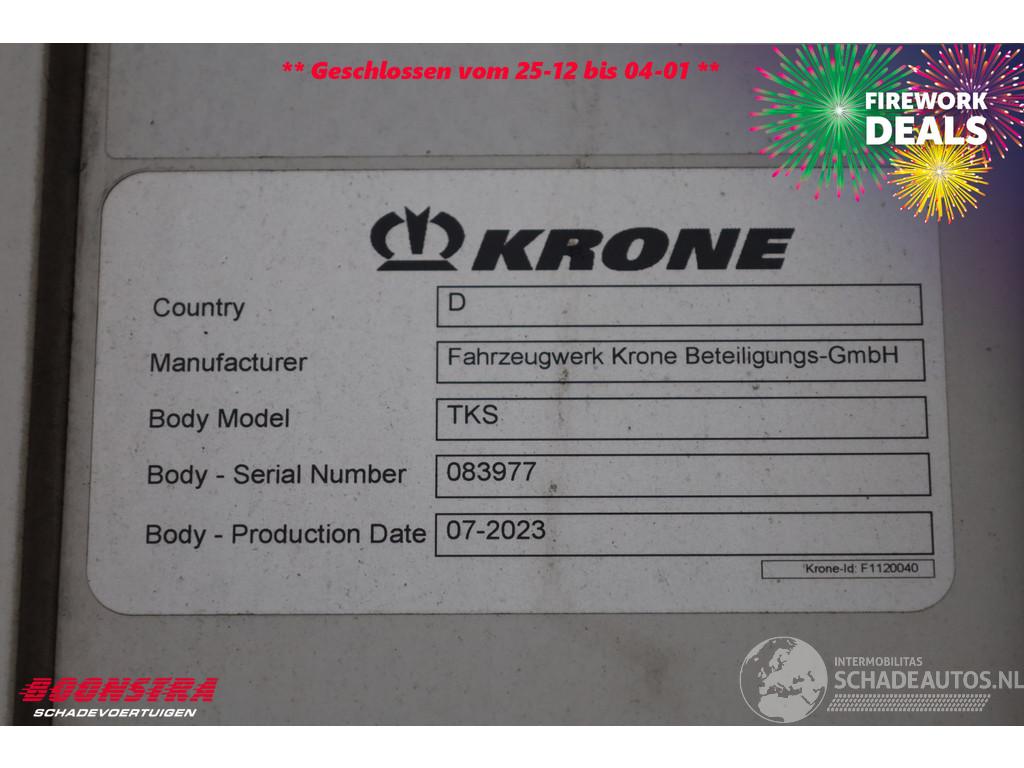 ** Geschlossen vom 25-12 bis 04-01 **
FIREWORK
DEALS
KRONE
Country D
Manufacturer Fahrzeugwerk Krone Beteiligungs-GmbH
Body Model TKS
Body - Serial Number 083977
Body - Production Date 07-2023
Krone-Id: F1120040
BOONSTRA
SCHADEVOERTUIGEN
INTERMOBILITAS
SCHADEAUTOS.NL